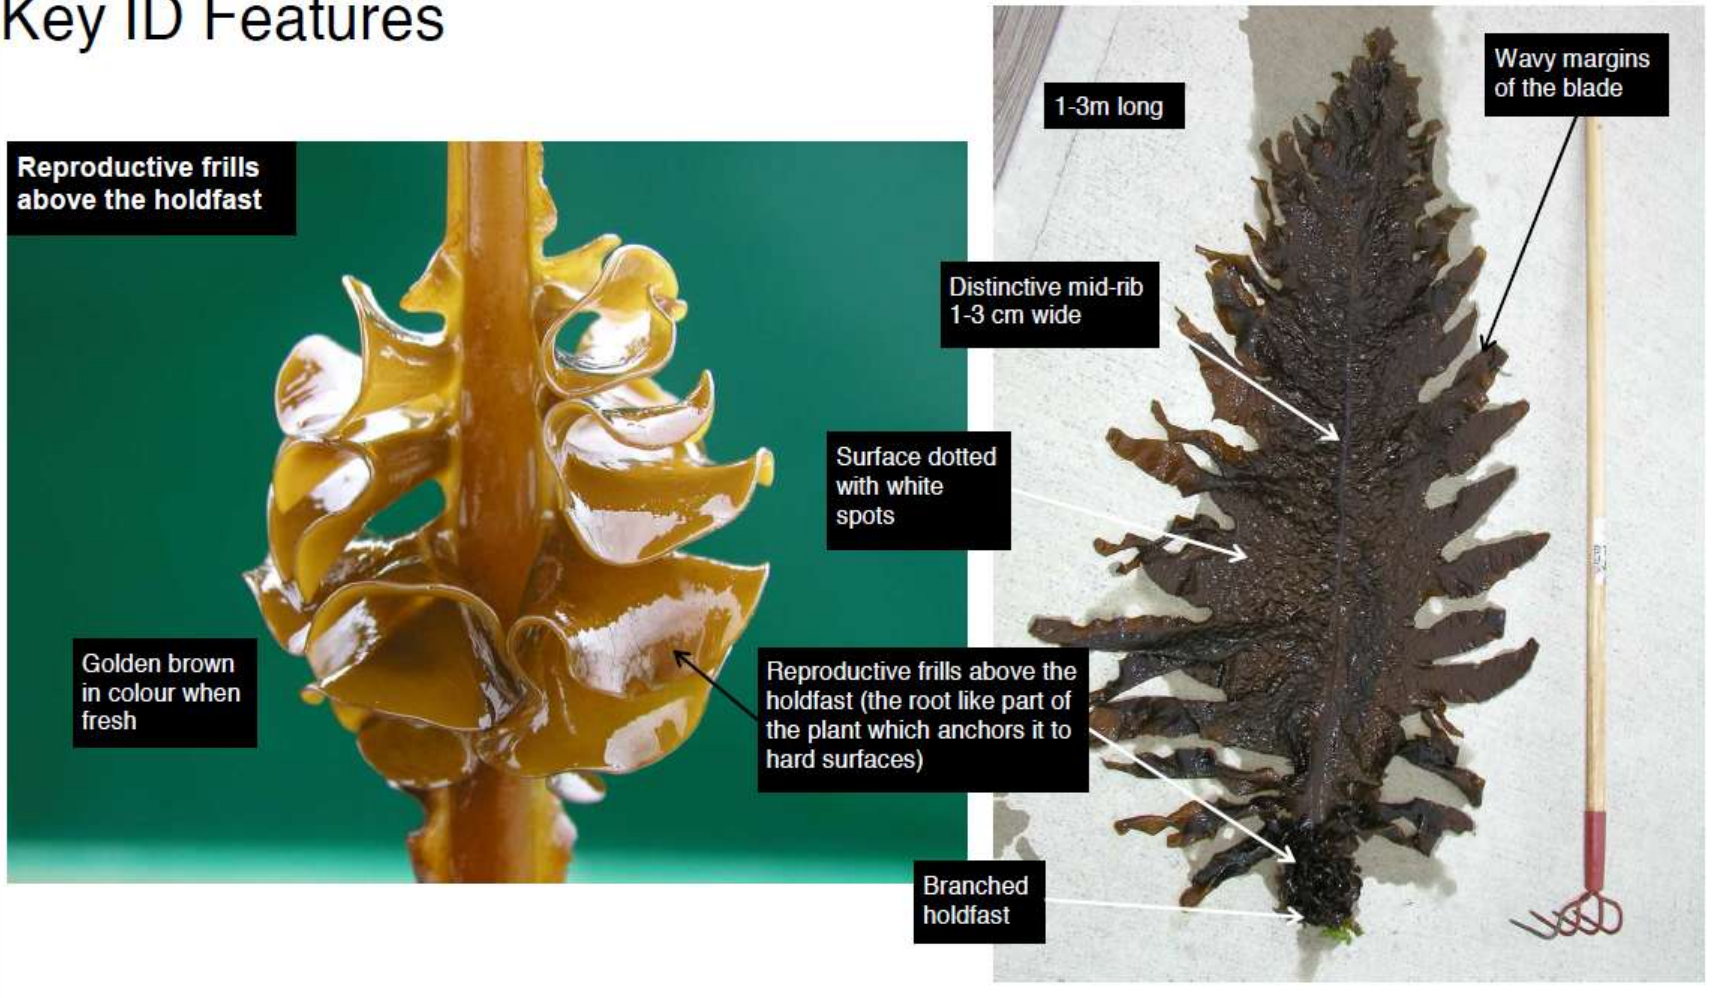 Key ID Features
Reproductive frills
above the holdfast
Golden brown
in colour when
fresh
1-3m long
Wavy margins
of the blade
Distinctive mid-rib
1-3 cm wide
Surface dotted
with white
spots
Reproductive frills above the
holdfast (the root like part of
the plant which anchors it to
hard surfaces)
Branched
holdfast